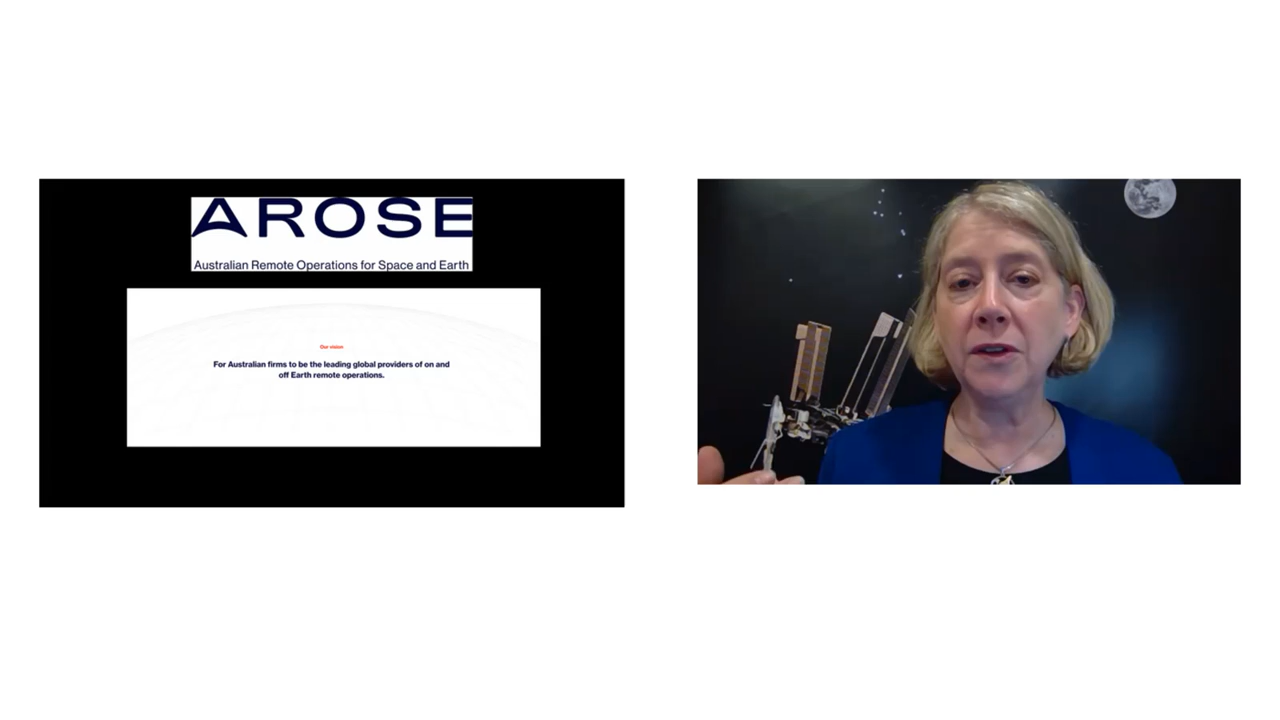 AROSE
Australian Remote Operations for Space and Earth
Our vision
For Australian firms to be the leading global providers of on and
off Earth remote operations.